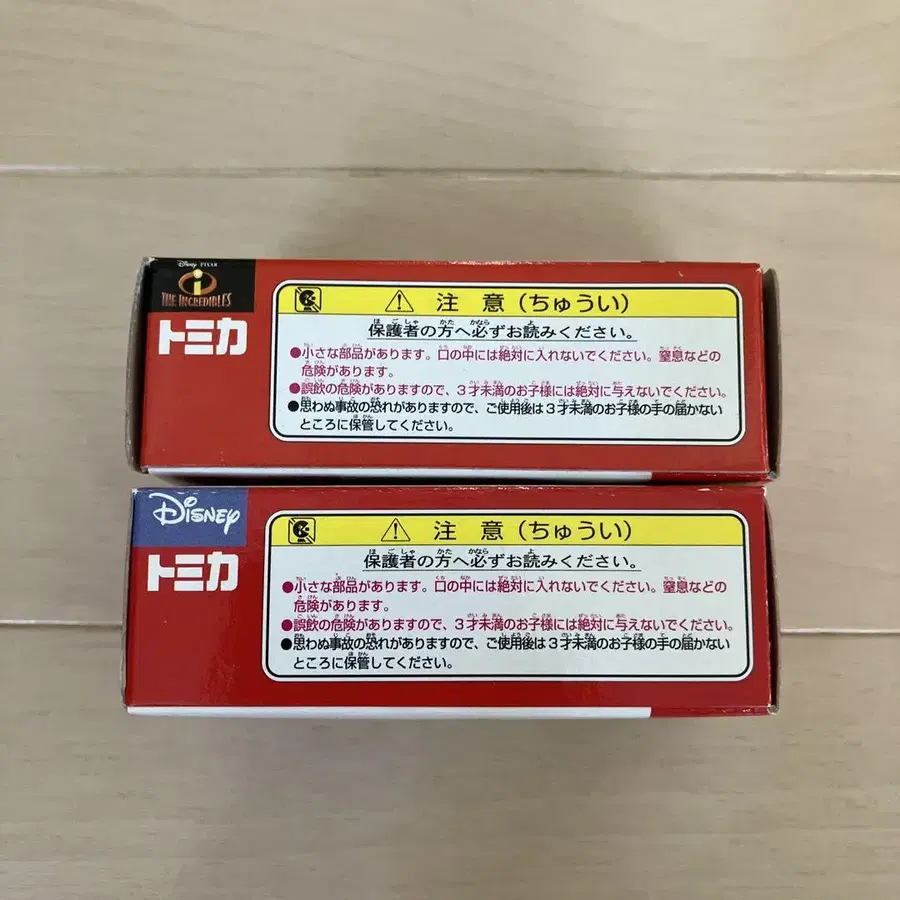 Disney PIXAR
THE INCREDIBLES
トミカ
注意(ちゅうい)
保護者の方へ必ずお読みください。
●小さな部品があります。口の中には絶対に入れないでください。窒息などの
危険があります。
●誤飲の危険がありますので、3才未満のお子様には絶対に与えないでください。
●思わぬ事故の恐れがありますので、ご使用後は3才未満のお子様の手の届かない
ところに保管してください。
Disney
トミカ
注意(ちゅうい)
保護者の方へ必ずお読みください。
●小さな部品があります。口の中には絶対に入れないでください。窒息などの
危険があります。
●誤飲の危険がありますので、3才未満のお子様には絶対に与えないでください。
●思わぬ事故の恐れがありますので、ご使用後は3才未満のお子様の手の届かない
ところに保管してください。